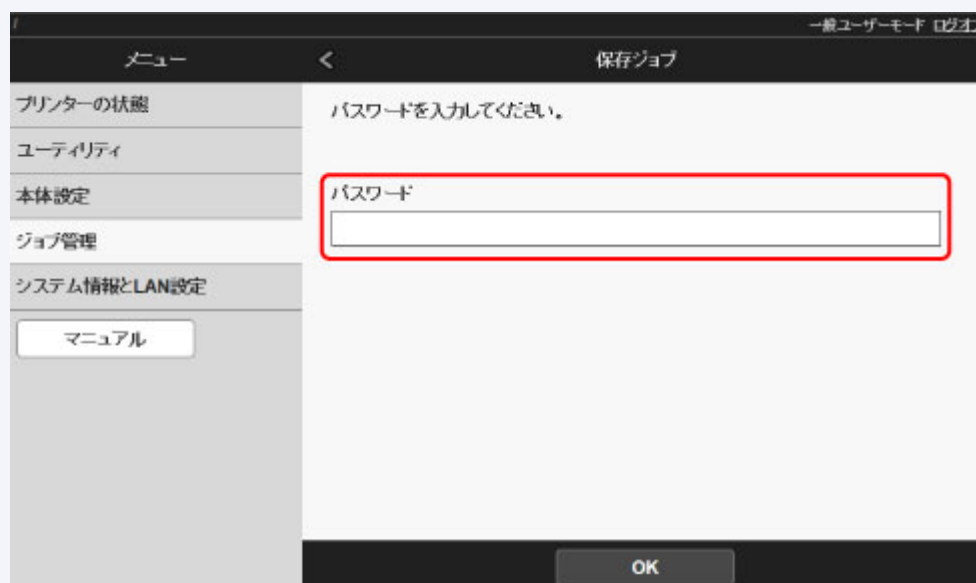 一般ユーザーモード
メニュー
<
保存ジョブ
プリンターの状態
ユーティリティ
本体設定
ジョブ管理
システム情報とLAN設定
マニュアル
パスワードを入力してください。
パスワード
OK